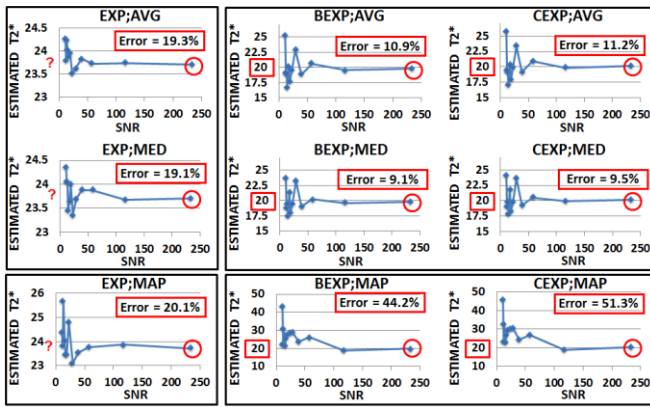 EXP;AVG
ESTIMATED T2*
24.5
24
23.5
23
?
Error = 19.3%
0 50 100 150 200 250
SNR
BEXP;AVG
ESTIMATED T2*
25
22.5
20
17.5
15
Error = 10.9%
0 50 100 150 200 250
SNR
CEXP;AVG
ESTIMATED T2*
25
22.5
20
17.5
15
Error = 11.2%
0 50 100 150 200 250
SNR
EXP;MED
ESTIMATED T2*
24.5
24
23.5
23
?
Error = 19.1%
0 50 100 150 200 250
SNR
BEXP;MED
ESTIMATED T2*
25
22.5
20
17.5
15
Error = 9.1%
0 50 100 150 200 250
SNR
CEXP;MED
ESTIMATED T2*
25
22.5
20
17.5
15
Error = 9.5%
0 50 100 150 200 250
SNR
EXP;MAP
ESTIMATED T2*
26
25
24
23
22
?
Error = 20.1%
0 50 100 150 200 250
SNR
BEXP;MAP
ESTIMATED T2*
50
40
30
20
10
Error = 44.2%
0 50 100 150 200 250
SNR
CEXP;MAP
ESTIMATED T2*
50
40
30
20
10
Error = 51.3%
0 50 100 150 200 250
SNR